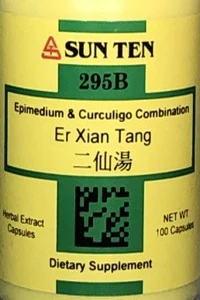 SUN TEN
295B
Epimedium & Curculigo Combination
Er Xian Tang
二仙湯
Herbal Extract
Capsules
NET WT
100 Capsules
Dietary Supplement